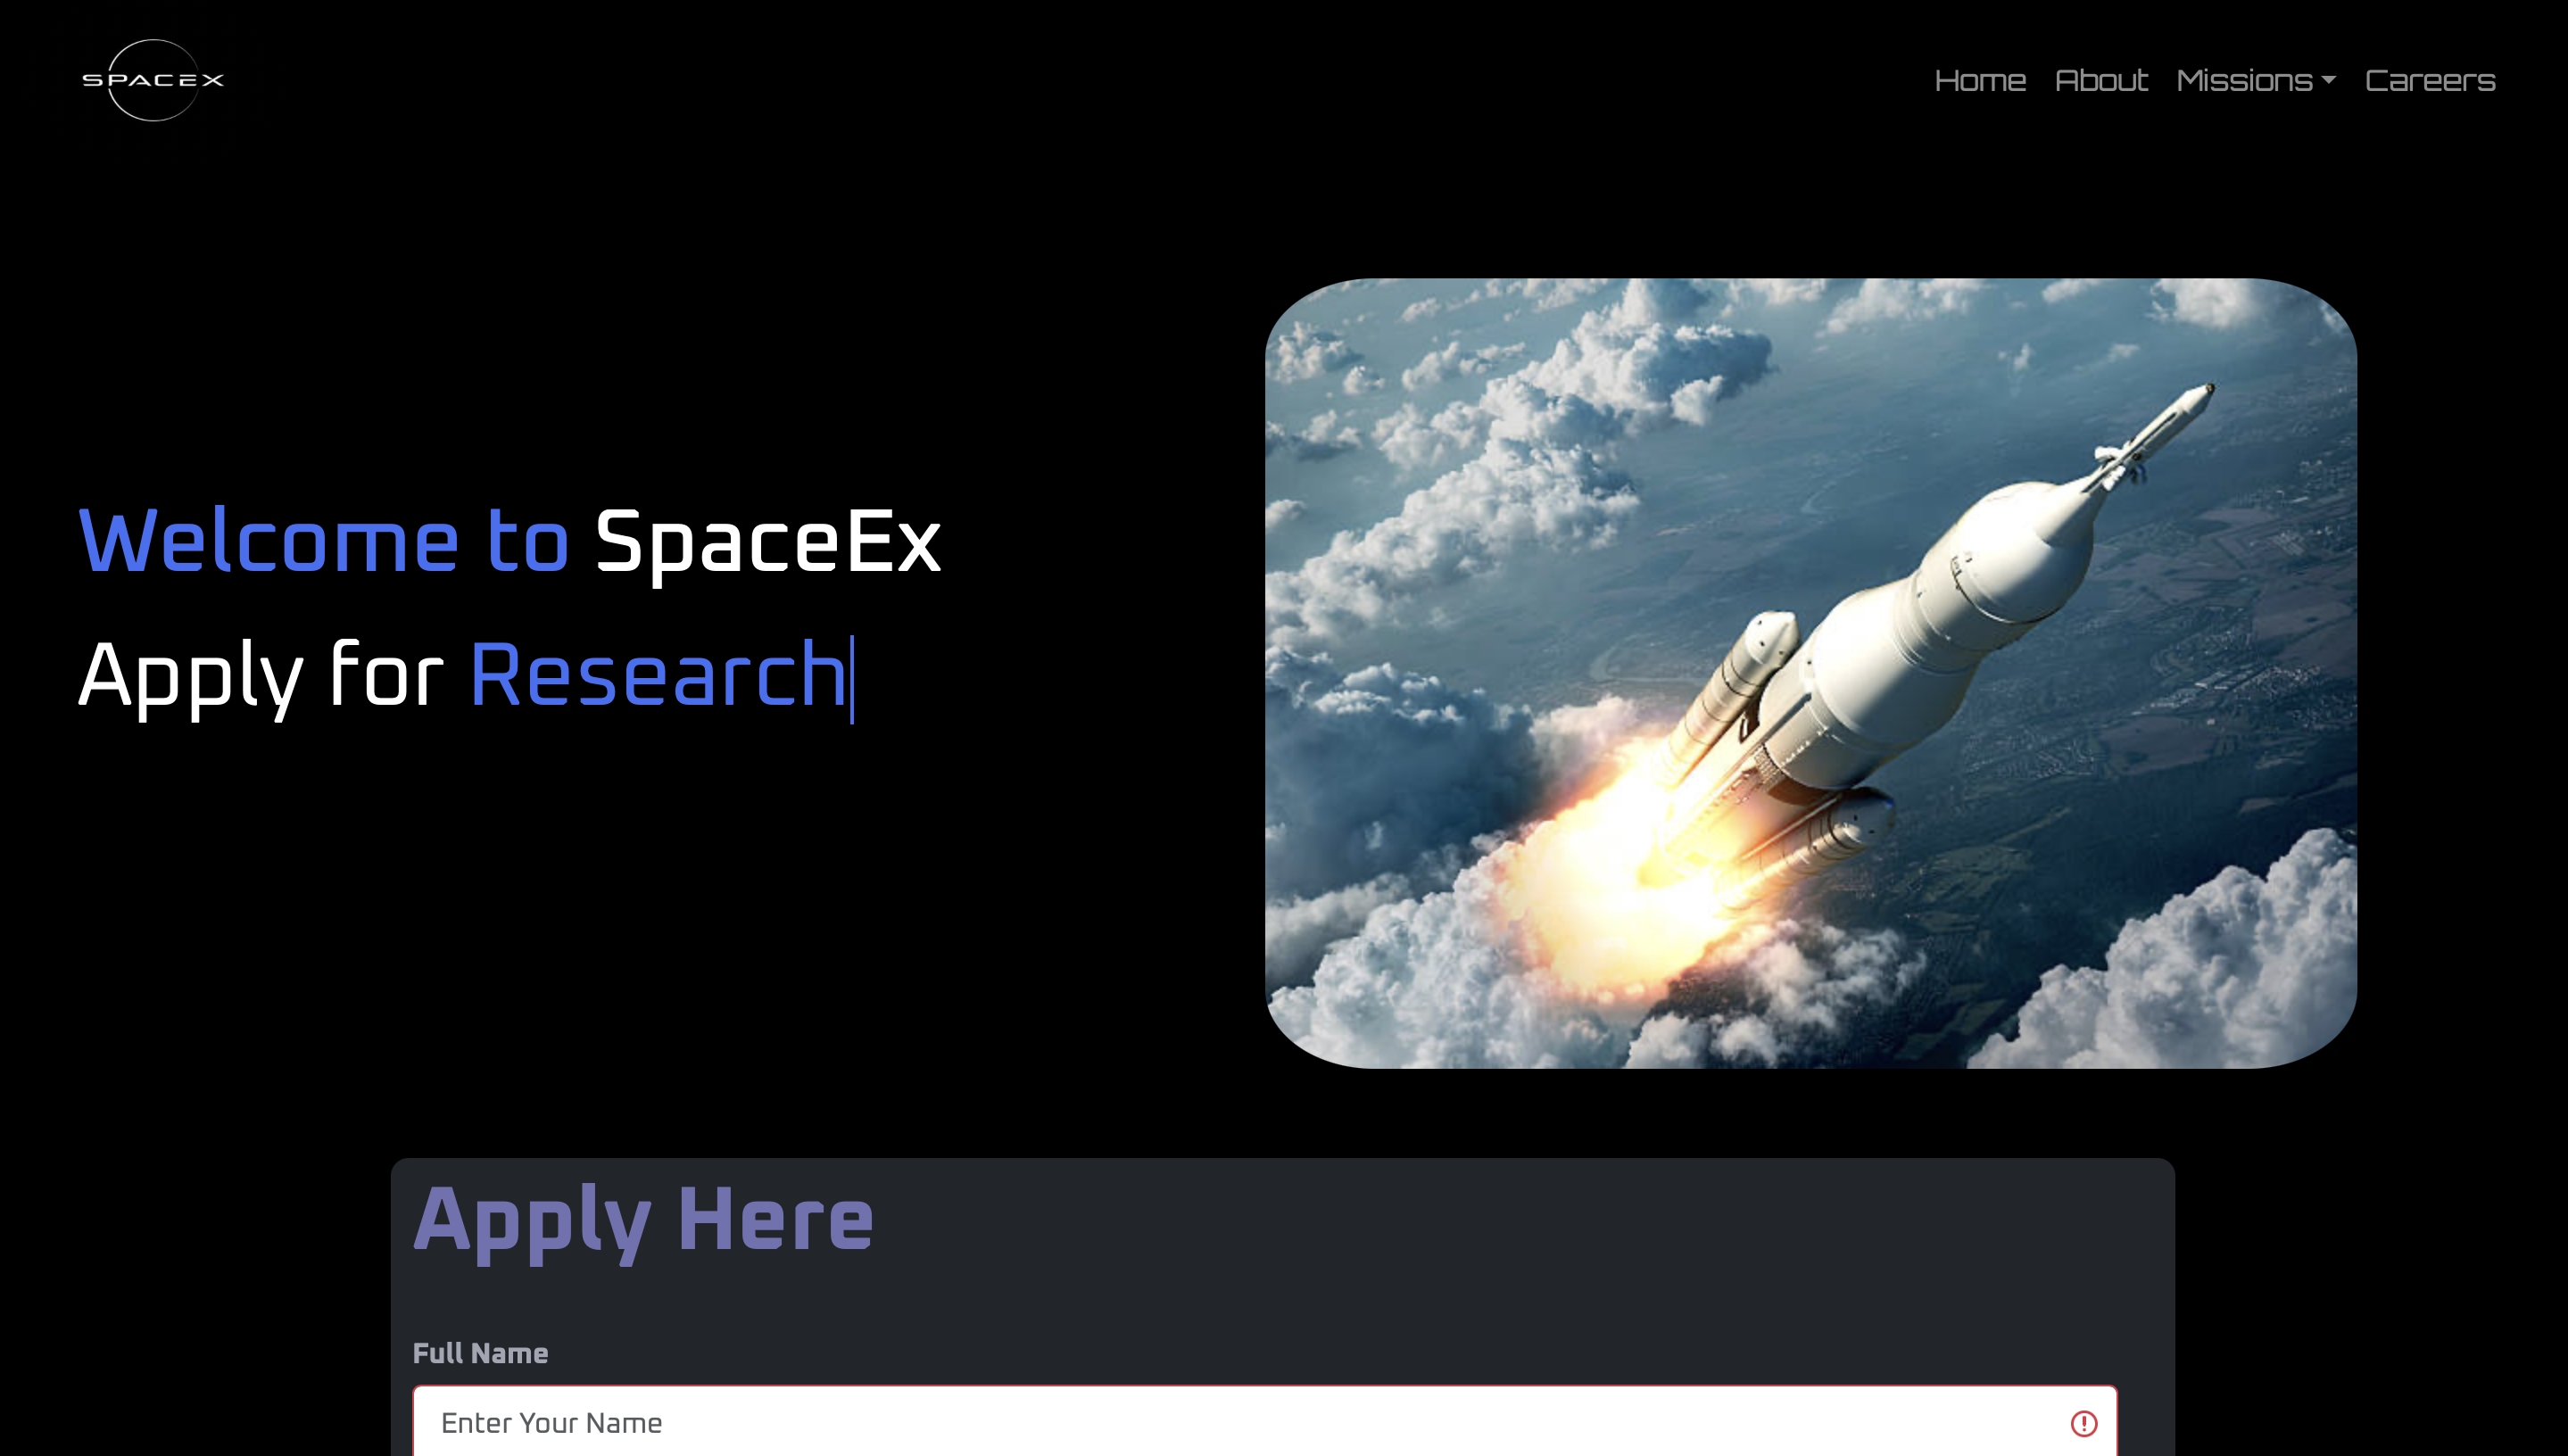 SPACEX
Home About Missions Careers
Welcome to SpaceEx
Apply for Research
Apply Here
Full Name
Enter Your Name